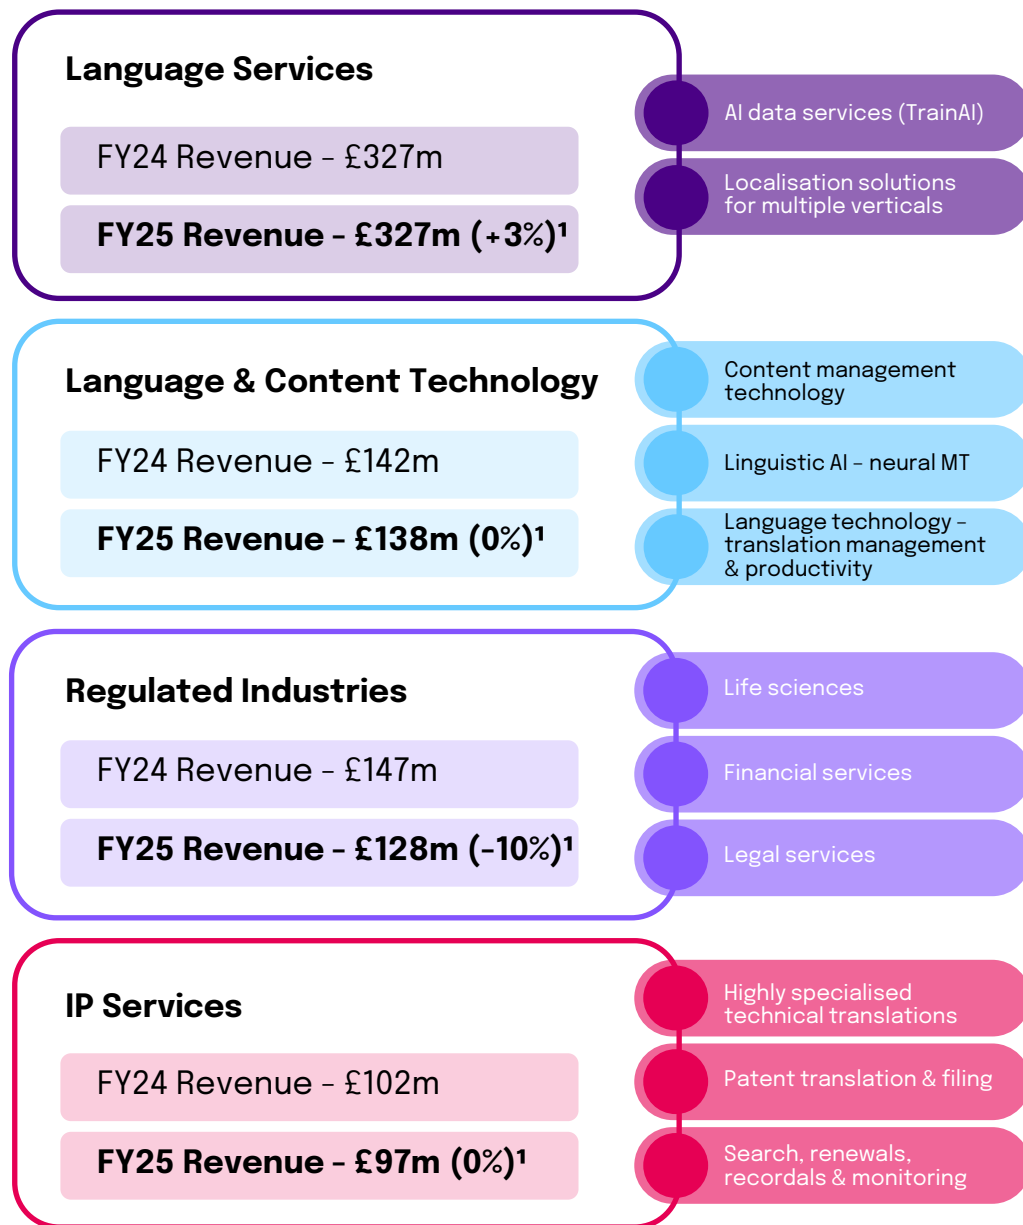 Language Services
FY24 Revenue – £327m
FY25 Revenue – £327m (+3%)¹
AI data services (TrainAI)
Localisation solutions
for multiple verticals
Language & Content Technology
FY24 Revenue – £142m
FY25 Revenue – £138m (0%)¹
Content management
technology
Linguistic AI – neural MT
Language technology –
translation management
& productivity
Regulated Industries
FY24 Revenue – £147m
FY25 Revenue – £128m (-10%)¹
Life sciences
Financial services
Legal services
IP Services
FY24 Revenue – £102m
FY25 Revenue – £97m (0%)¹
Highly specialised
technical translations
Patent translation & filing
Search, renewals,
recordals & monitoring